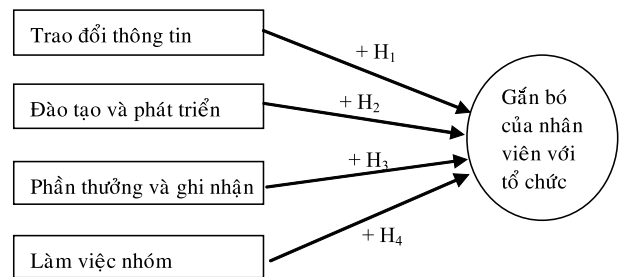 Trao đổi thông tin
+ H₁
Đào tạo và phát triển
+ H₂
Phần thưởng và ghi nhận
+ H₃
Làm việc nhóm
+ H₄
Gắn bó
của nhân
viên với
tổ chức